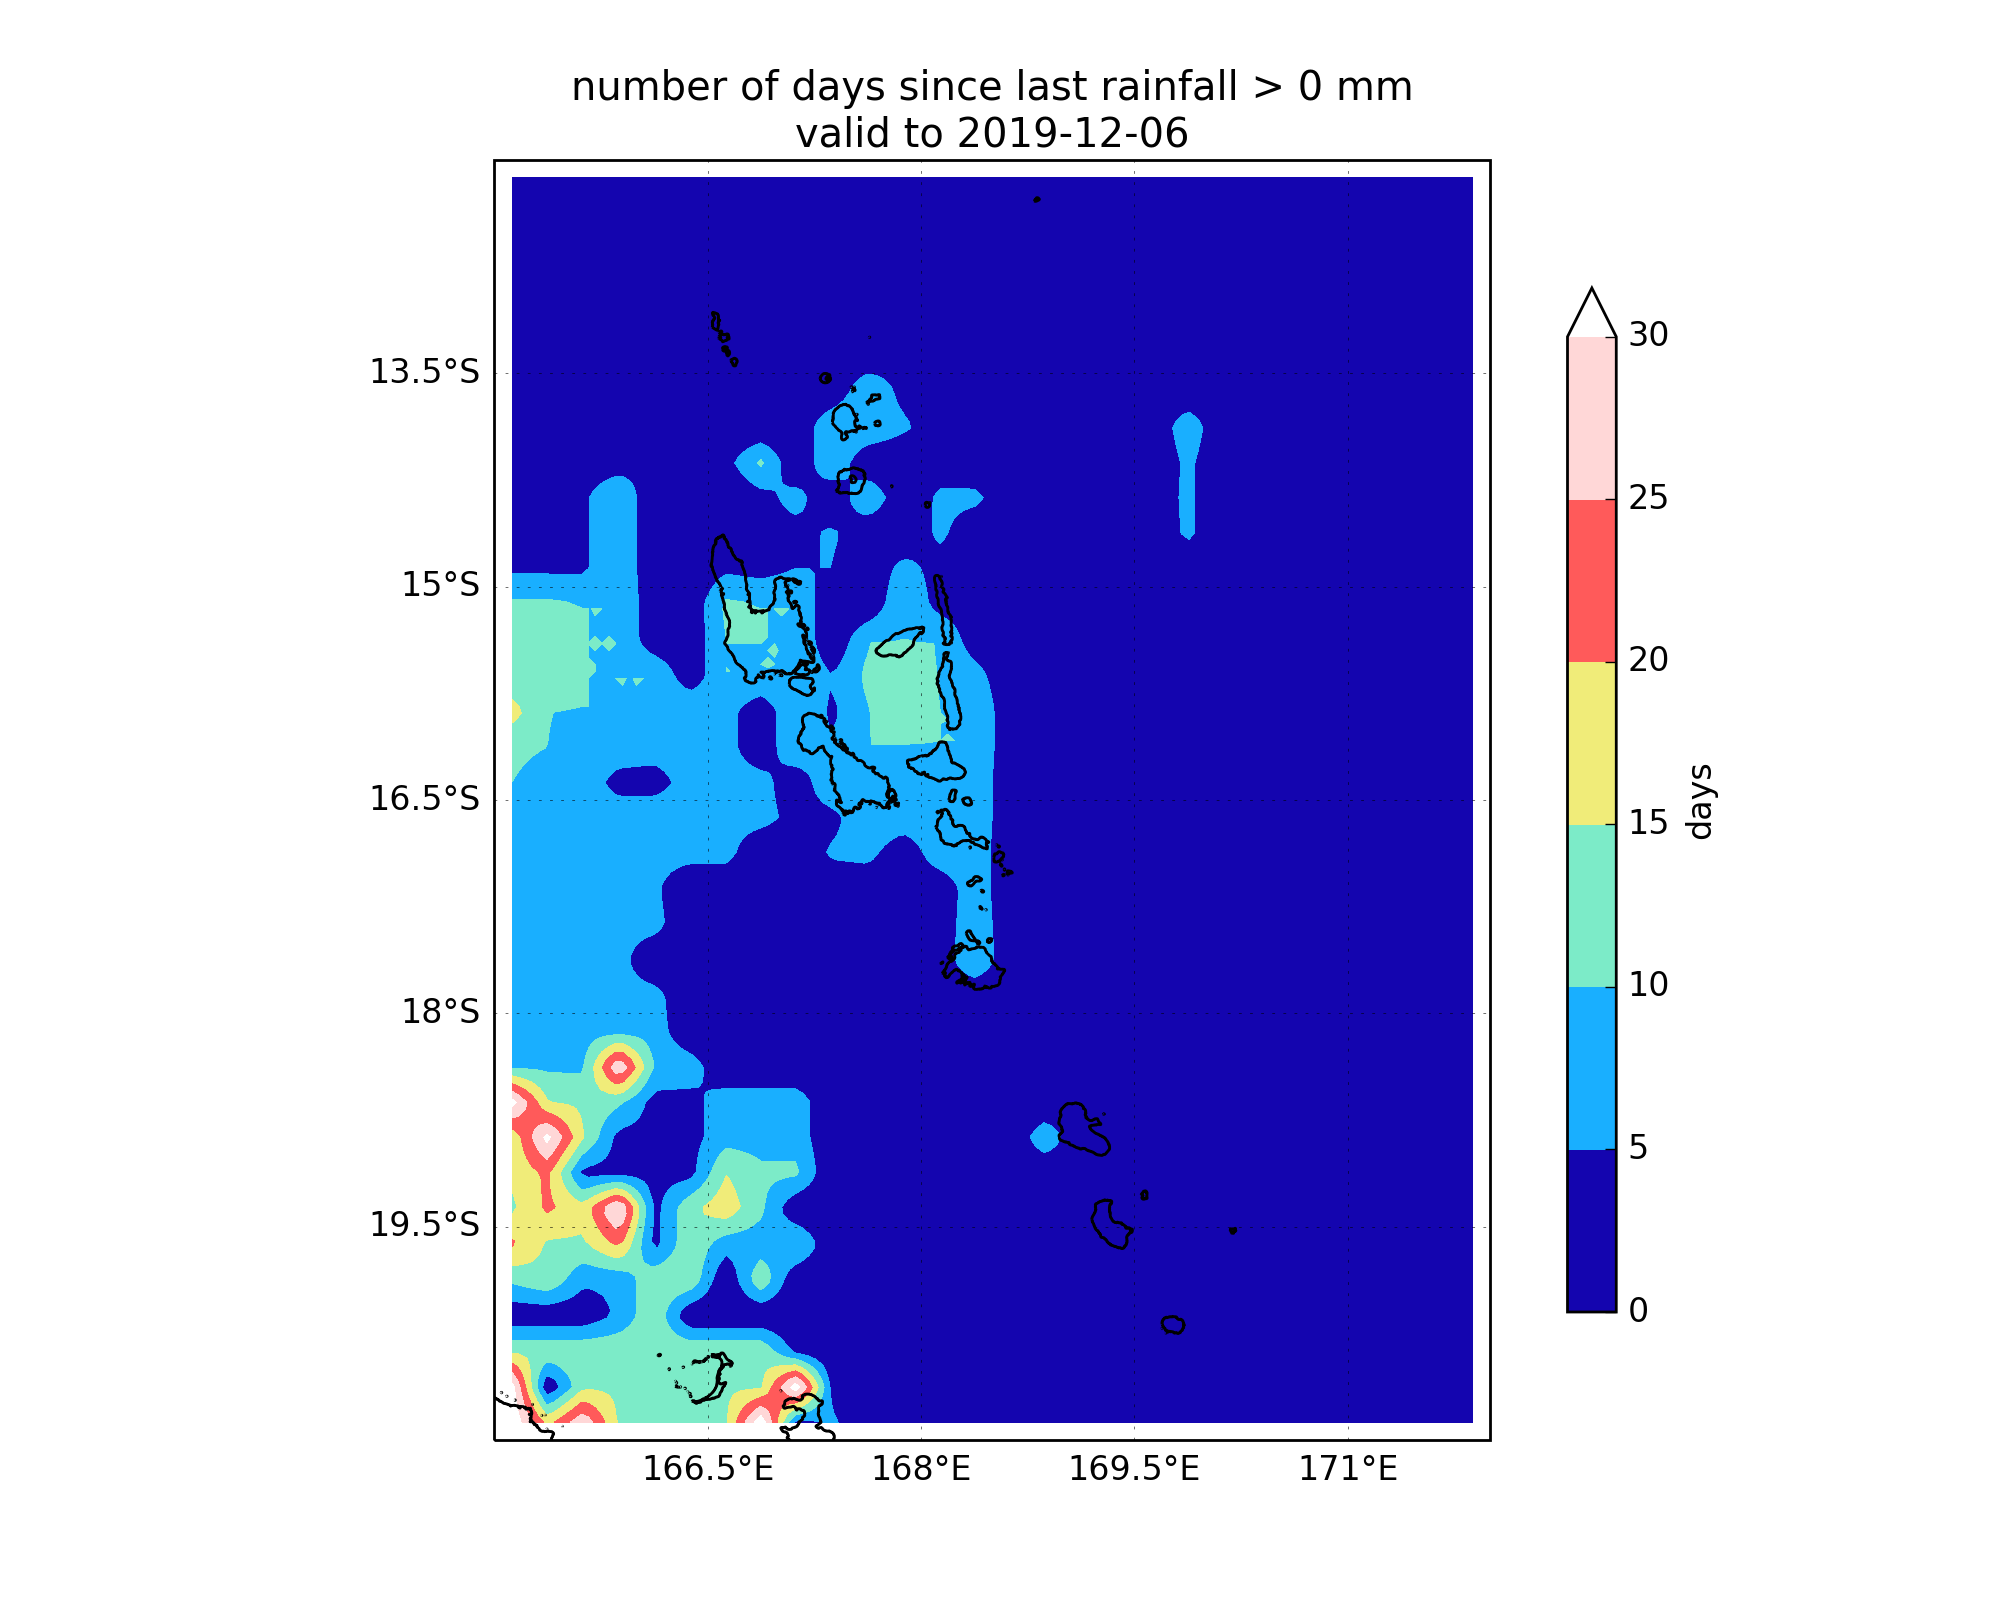 number of days since last rainfall > 0 mm
valid to 2019-12-06
13.5°S
15°S
16.5°S
18°S
19.5°S
166.5°E
168°E
169.5°E
171°E
30
25
20
15
10
5
0
days